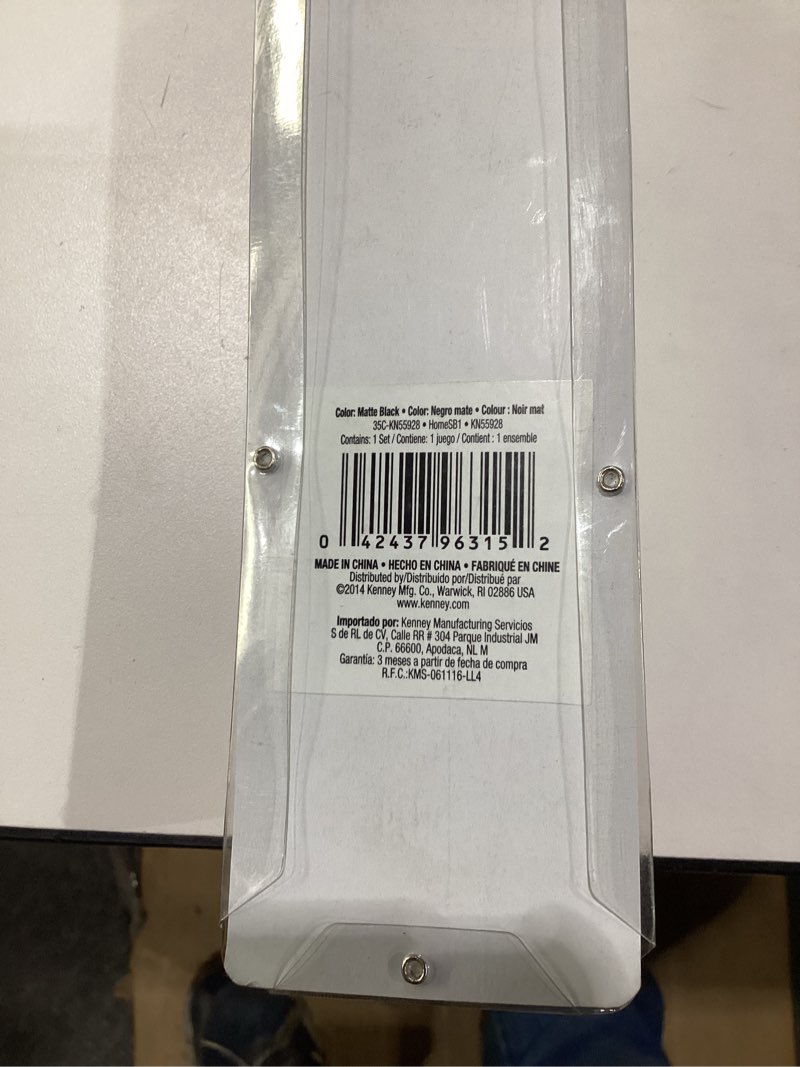 Color: Matte Black • Color: Negro mate • Colour : Noir mat
35C-KN55928 • HomeSB1 • KN55928
Contains: 1 Set / Contiene: 1 juego / Contient : 1 ensemble
0 42437 96315 2
MADE IN CHINA • HECHO EN CHINA • FABRIQUÉ EN CHINE
Distributed by/Distribuido por/Distribué par
©2014 Kenney Mfg. Co., Warwick, RI 02886 USA
www.kenney.com
Importado por: Kenney Manufacturing Servicios
S de RL de CV, Calle RR # 304 Parque Industrial JM
C.P. 66600, Apodaca, NL M
Garantía: 3 meses a partir de fecha de compra
R.F.C.:KMS-061116-LL4